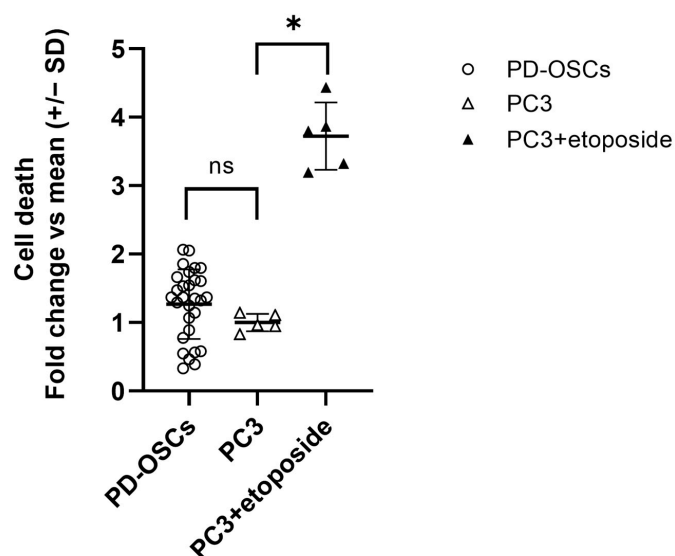 Cell death
Fold change vs mean (+/− SD)
5
4
3
2
1
0
ns
*
PD-OSCs
PC3
PC3+etoposide
PD-OSCs
PC3
PC3+etoposide